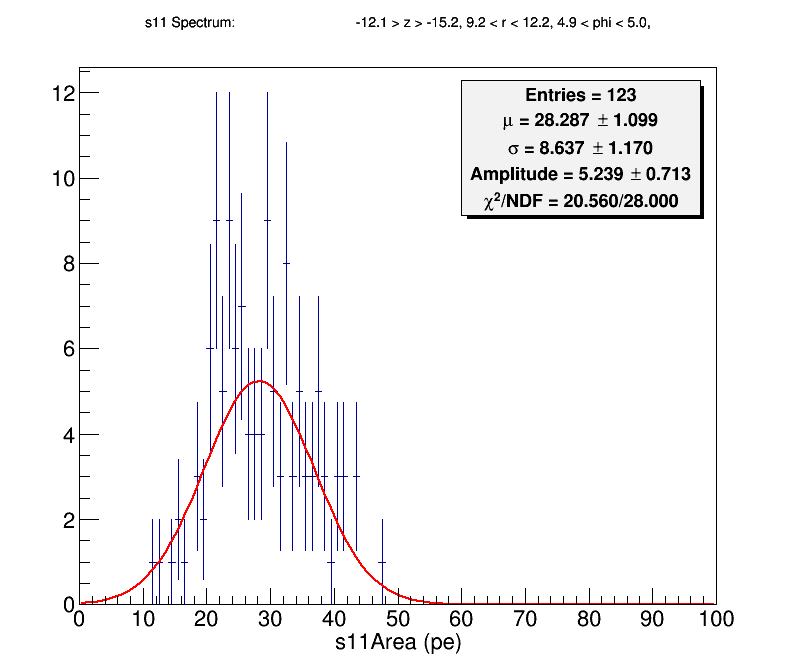 s11 Spectrum: -12.1 > z > -15.2, 9.2 < r < 12.2, 4.9 < phi < 5.0,
Entries = 123
μ = 28.287 ± 1.099
σ = 8.637 ± 1.170
Amplitude = 5.239 ± 0.713
χ²/NDF = 20.560/28.000
12
10
8
6
4
2
0
0 10 20 30 40 50 60 70 80 90 100
s11Area (pe)